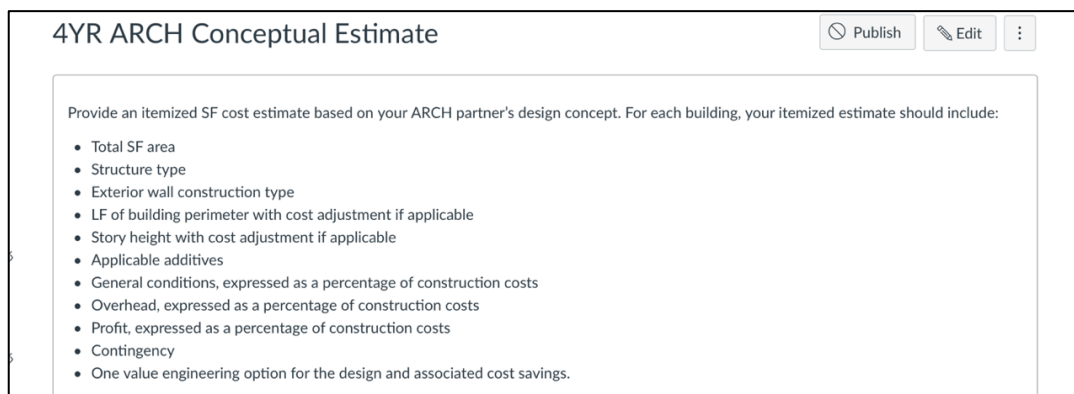 4YR ARCH Conceptual Estimate
Publish
Edit
Provide an itemized SF cost estimate based on your ARCH partner's design concept. For each building, your itemized estimate should include:
• Total SF area
• Structure type
• Exterior wall construction type
• LF of building perimeter with cost adjustment if applicable
• Story height with cost adjustment if applicable
• Applicable additives
• General conditions, expressed as a percentage of construction costs
• Overhead, expressed as a percentage of construction costs
• Profit, expressed as a percentage of construction costs
• Contingency
• One value engineering option for the design and associated cost savings.